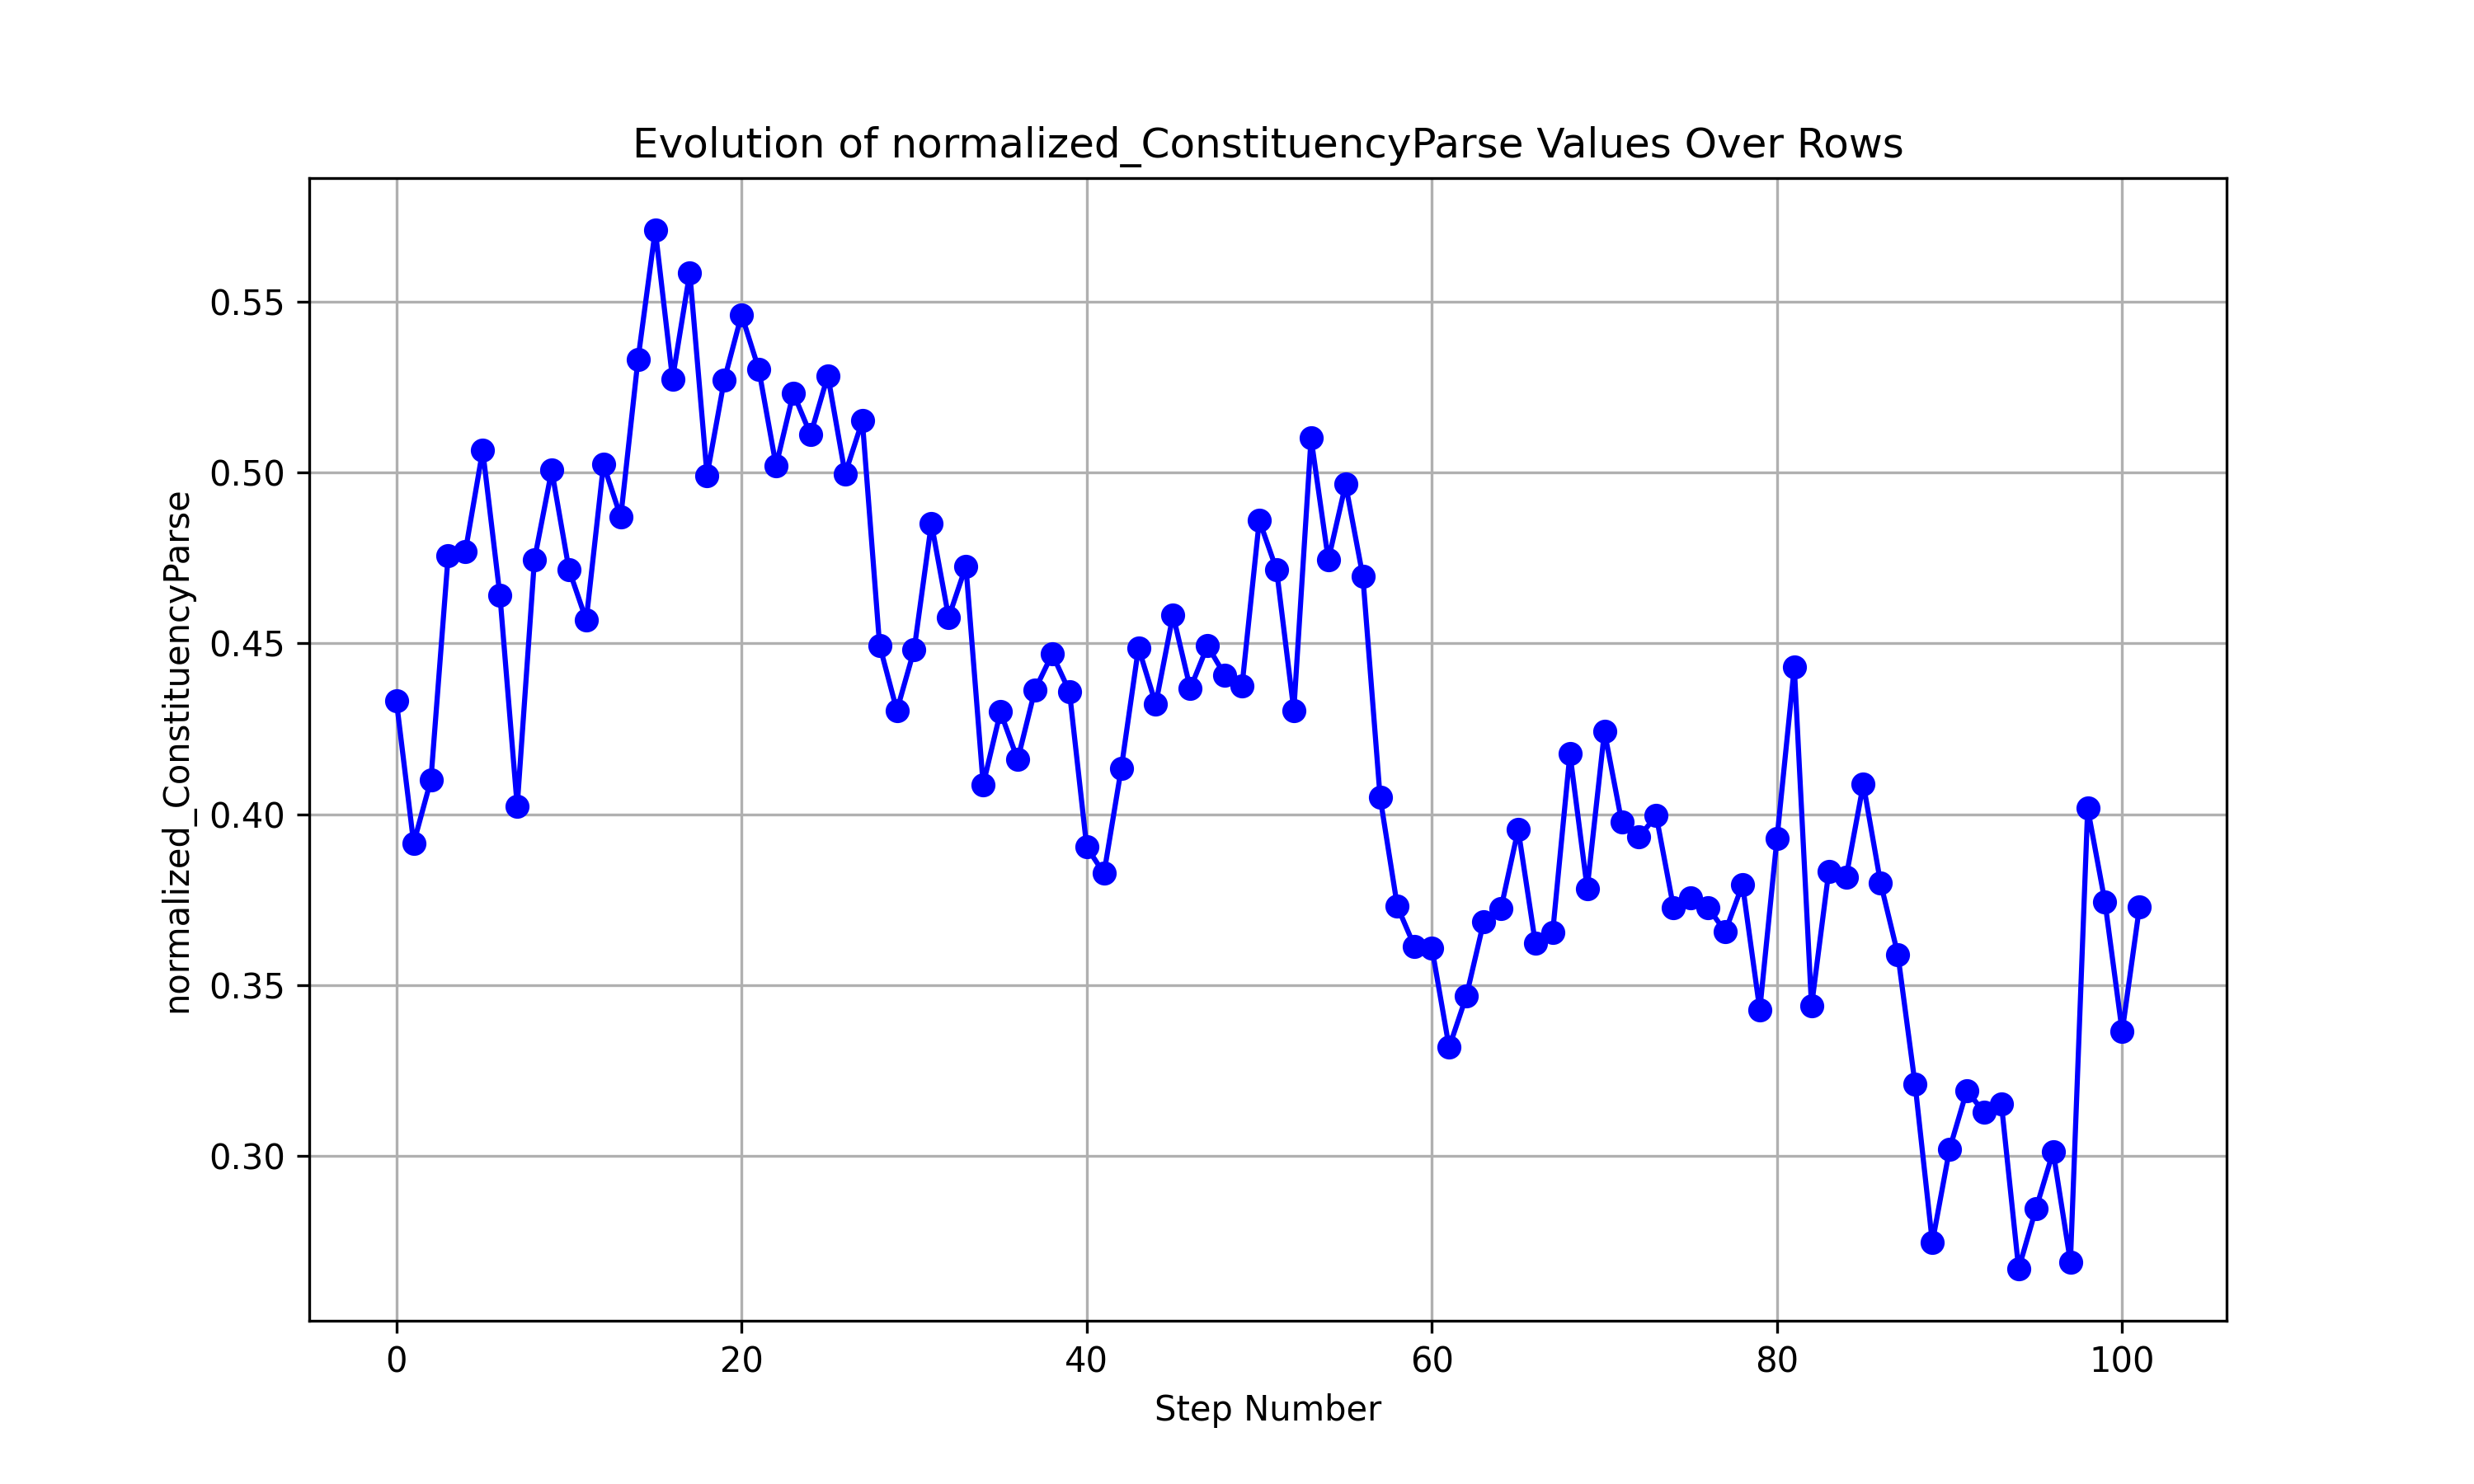 Evolution of normalized_ConstituencyParse Values Over Rows
normalized_ConstituencyParse
0.55
0.50
0.45
0.40
0.35
0.30
0 20 40 60 80 100
Step Number